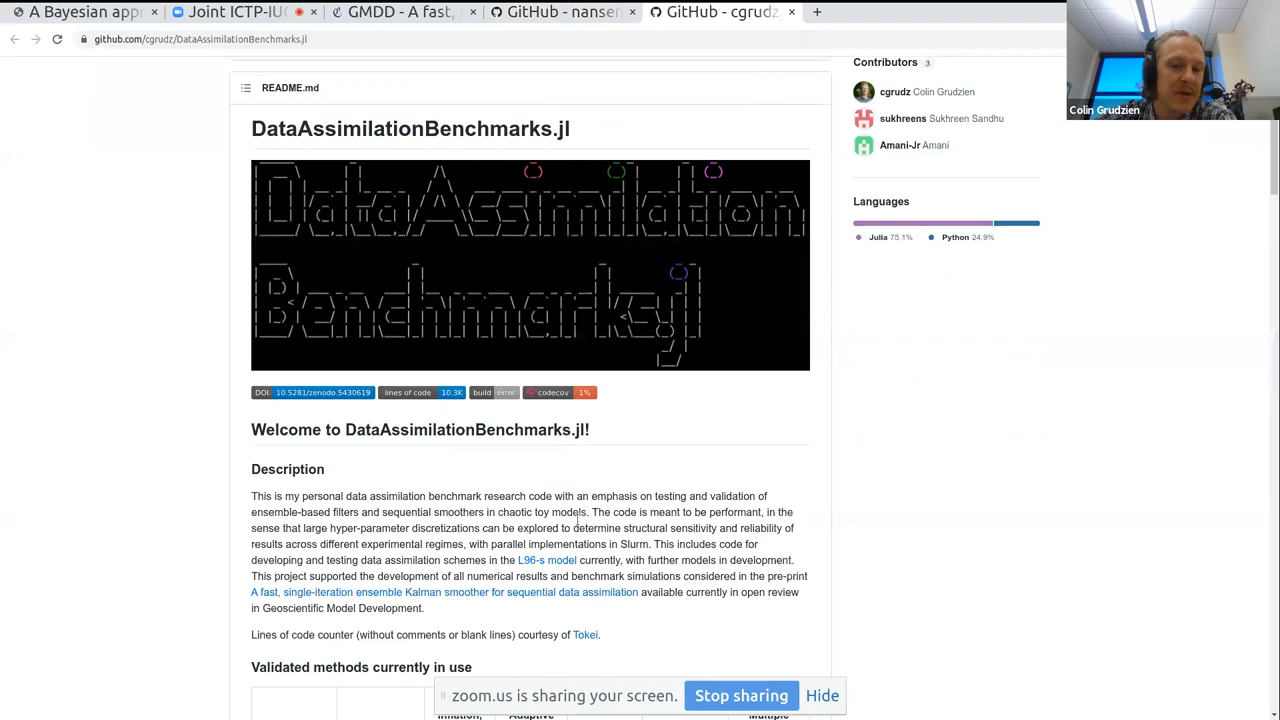 A Bayesian appr
Joint ICTP-IUG
GMDD - A fast,
GitHub - nansen
GitHub - cgrudz
github.com/cgrudz/DataAssimilationBenchmarks.jl
Colin Grudzien
README.md
DataAssimilationBenchmarks.jl
DataAssimilation
Benchmarks.jl
DOI 10.5281/zenodo.5430619 lines of code 10.3K build error codecov 1%
Welcome to DataAssimilationBenchmarks.jl!
Description
This is my personal data assimilation benchmark research code with an emphasis on testing and validation of
ensemble-based filters and sequential smoothers in chaotic toy models. The code is meant to be performant, in the
sense that large hyper-parameter discretizations can be explored to determine structural sensitivity and reliability of
results across different experimental regimes, with parallel implementations in Slurm. This includes code for
developing and testing data assimilation schemes in the L96-s model currently, with further models in development.
This project supported the development of all numerical results and benchmark simulations considered in the pre-print
A fast, single-iteration ensemble Kalman smoother for sequential data assimilation available currently in open review
in Geoscientific Model Development.
Lines of code counter (without comments or blank lines) courtesy of Tokei.
Validated methods currently in use
Contributors 3
cgrudz Colin Grudzien
sukhreens Sukhreen Sandhu
Amani-Jr Amani
Languages
Julia 75.1% Python 24.9%
zoom.us is sharing your screen. Stop sharing Hide